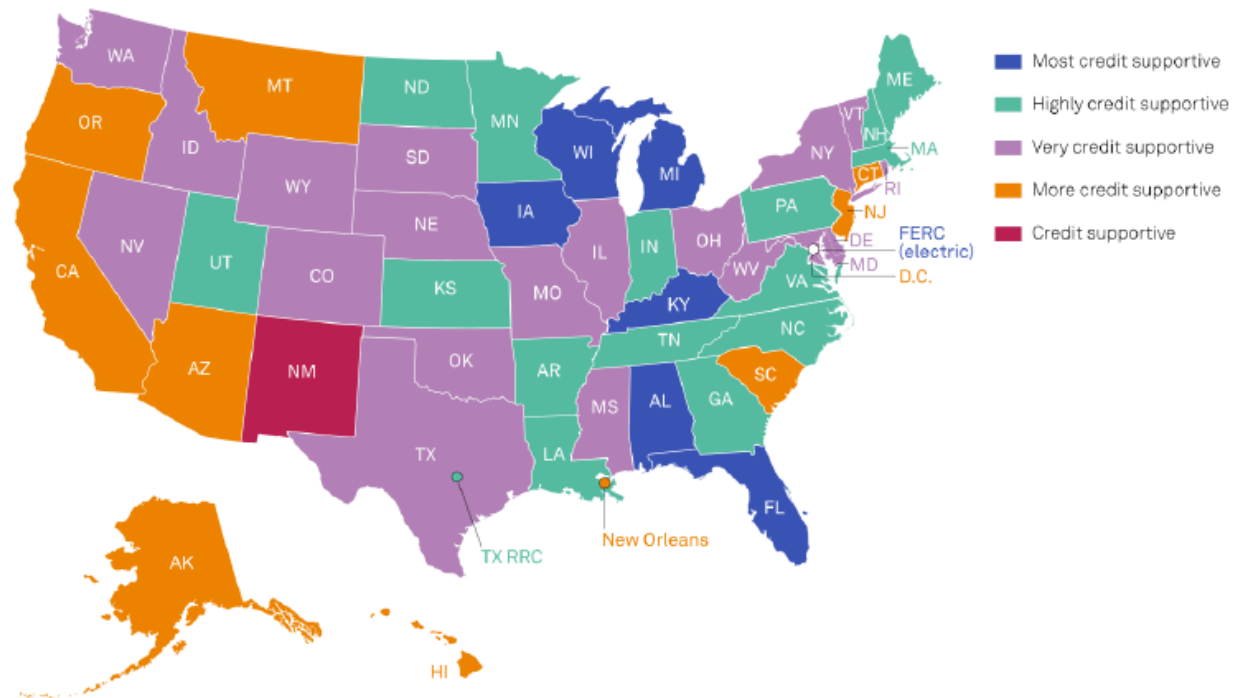 WA
MT
ND
MN
ME
Most credit supportive
OR
ID
SD
WI
VT
NH
Highly credit supportive
WY
MI
NY
MA
Very credit supportive
NE
IA
CT
RI
More credit supportive
NV
UT
CO
KS
IL
IN
OH
PA
NJ
Credit supportive
CA
MO
WV
DE
FERC
(electric)
MD
D.C.
VA
KY
AZ
NM
OK
AR
TN
NC
SC
TX
LA
MS
AL
GA
FL
New Orleans
TX RRC
AK
HI